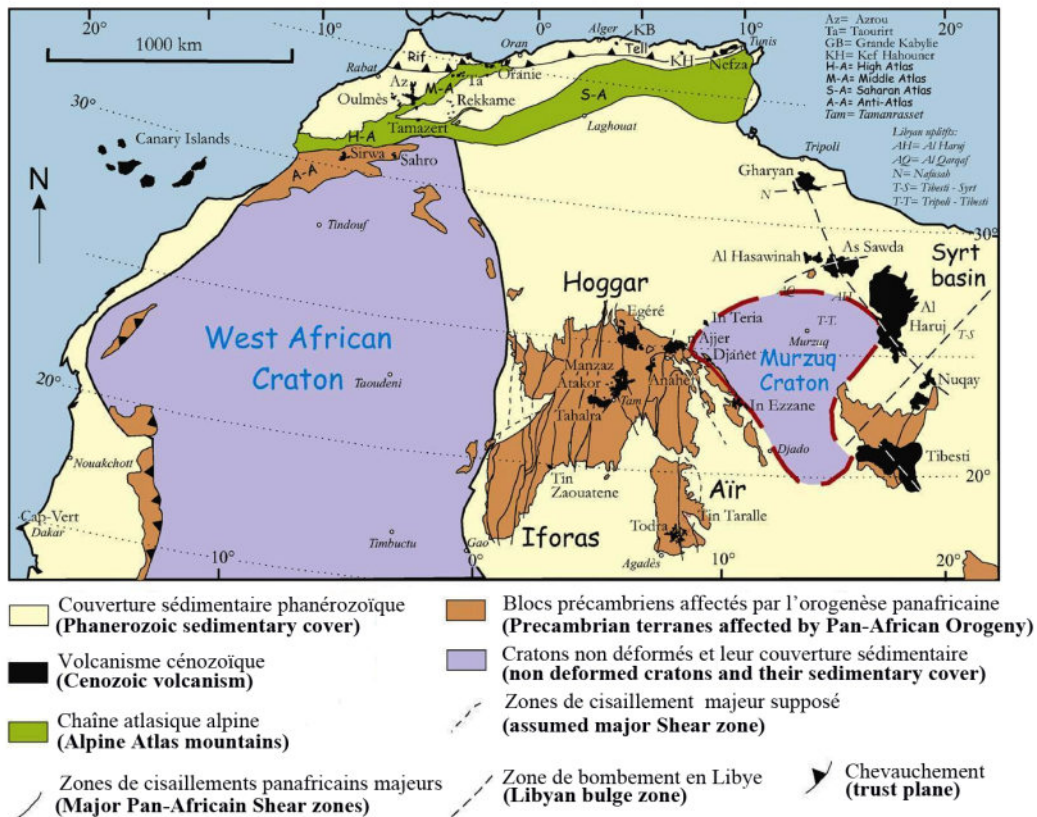 20°
10°
0°
10°
20°
1000 km
30°
20°
N
Canary Islands
Rabat
Rif
Az
Oulmès
M-A
Ta
Oran
Oranie
Rekkame
Tamazert
H-A
Sirwa
A-A
Sahro
Alger
KB
Tell
KH
Tunis
Nefza
S-A
Laghouat
Az= Azrou
Ta= Taourirt
GB= Grande Kabylie
KH= Kef Hahouner
H-A= High Atlas
M-A= Middle Atlas
S-A= Saharan Atlas
A-A= Anti-Atlas
Tam= Tamanrasset
Libyan uplifts:
AH= Al Haruj
AQ= Al Qarqaf
N= Nafusah
T-S= Tibesti - Syrt
T-T= Tripoli - Tibesti
Tripoli
Gharyan
N
30°
Tindouf
Al Hasawinah
As Sawda
Syrt
basin
AQ
AH
Al
Haruj
T-S
Hoggar
Egéré
In Teria
T-T.
Murzuq
Murzuq
Craton
West African
Craton
Taoudeni
Ajjer
Djanet
Manzaz
Atakor
Anahef
Tahalra
Tam
In Ezzane
Nuqay
Djado
Tibesti
20°
Nouakchott
Cap-Vert
Dakar
Timbuctu
Gao
Tin
Zaouatene
Iforas
Aïr
Tin Taralle
Todra
Agadès
10°
0°
10°
20°
Couverture sédimentaire phanérozoïque
(Phanerozoic sedimentary cover)
Volcanisme cénozoïque
(Cenozoic volcanism)
Chaîne atlasique alpine
(Alpine Atlas mountains)
Zones de cisaillements panafricains majeurs
(Major Pan-Africain Shear zones)
Blocs précambriens affectés par l'orogenèse panafricaine
(Precambrian terranes affected by Pan-African Orogeny)
Cratons non déformés et leur couverture sédimentaire
(non deformed cratons and their sedimentary cover)
Zones de cisaillement majeur supposé
(assumed major Shear zone)
Zone de bombement en Libye
(Libyan bulge zone)
Chevauchement
(trust plane)